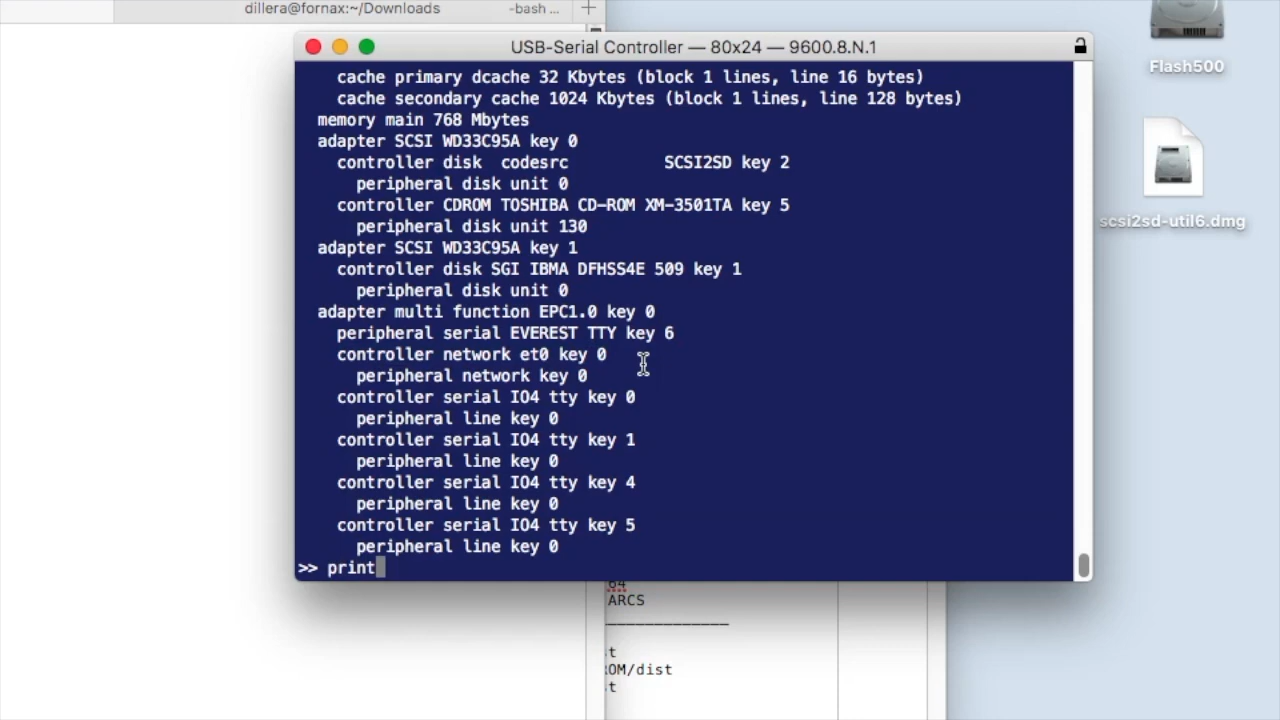 dillera@fornax:~/Downloads
-bash ...
USB-Serial Controller — 80x24 — 9600.8.N.1
Flash500
scsi2sd-util6.dmg
cache primary dcache 32 Kbytes (block 1 lines, line 16 bytes)
cache secondary cache 1024 Kbytes (block 1 lines, line 128 bytes)
memory main 768 Mbytes
adapter SCSI WD33C95A key 0
controller disk  codesrc          SCSI2SD key 2
peripheral disk unit 0
controller CDROM TOSHIBA CD-ROM XM-3501TA key 5
peripheral disk unit 130
adapter SCSI WD33C95A key 1
controller disk SGI IBMA DFHSS4E 509 key 1
peripheral disk unit 0
adapter multi function EPC1.0 key 0
peripheral serial EVEREST TTY key 6
controller network et0 key 0
peripheral network key 0
controller serial IO4 tty key 0
peripheral line key 0
controller serial IO4 tty key 1
peripheral line key 0
controller serial IO4 tty key 4
peripheral line key 0
controller serial IO4 tty key 5
peripheral line key 0
>> print
64
ARCS
st
ROM/dist
st